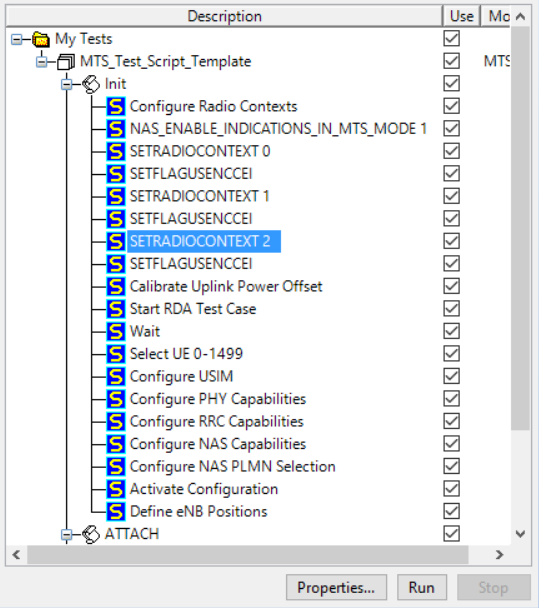 Description Use Mo
My Tests
MTS_Test_Script_Template MTS
Init
S Configure Radio Contexts
S NAS_ENABLE_INDICATIONS_IN_MTS_MODE 1
S SETRADIOCONTEXT 0
S SETFLAGUSENCCEI
S SETRADIOCONTEXT 1
S SETFLAGUSENCCEI
S SETRADIOCONTEXT 2
S SETFLAGUSENCCEI
S Calibrate Uplink Power Offset
S Start RDA Test Case
S Wait
S Select UE 0-1499
S Configure USIM
S Configure PHY Capabilities
S Configure RRC Capabilities
S Configure NAS Capabilities
S Configure NAS PLMN Selection
S Activate Configuration
S Define eNB Positions
ATTACH
Properties... Run Stop